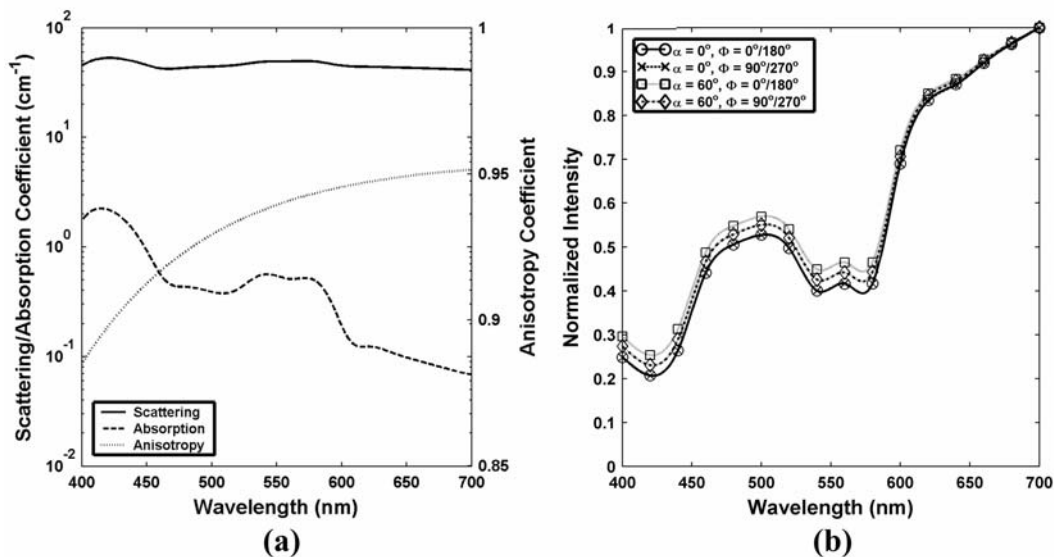 10^2
10^1
10^0
10^-1
10^-2
Scattering/Absorption Coefficient (cm^-1)
1
0.95
0.9
0.85
Anisotropy Coefficient
Scattering
Absorption
Anisotropy
400 450 500 550 600 650 700
Wavelength (nm)
(a)
1
0.9
0.8
0.7
0.6
0.5
0.4
0.3
0.2
0.1
0
Normalized Intensity
α = 0°, Φ = 0°/180°
α = 0°, Φ = 90°/270°
α = 60°, Φ = 0°/180°
α = 60°, Φ = 90°/270°
400 450 500 550 600 650 700
Wavelength (nm)
(b)